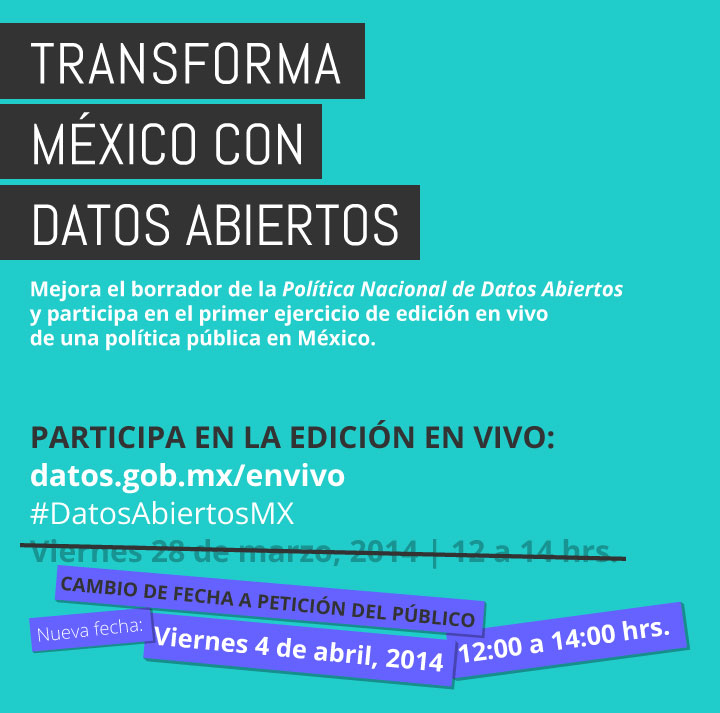 TRANSFORMA
MÉXICO CON
DATOS ABIERTOS
Mejora el borrador de la Política Nacional de Datos Abiertos
y participa en el primer ejercicio de edición en vivo
de una política pública en México.
PARTICIPA EN LA EDICIÓN EN VIVO:
datos.gob.mx/envivo
#DatosAbiertosMX
Viernes 28 de marzo, 2014 | 12 a 14 hrs.
CAMBIO DE FECHA A PETICIÓN DEL PÚBLICO
Nueva fecha: Viernes 4 de abril, 2014 12:00 a 14:00 hrs.